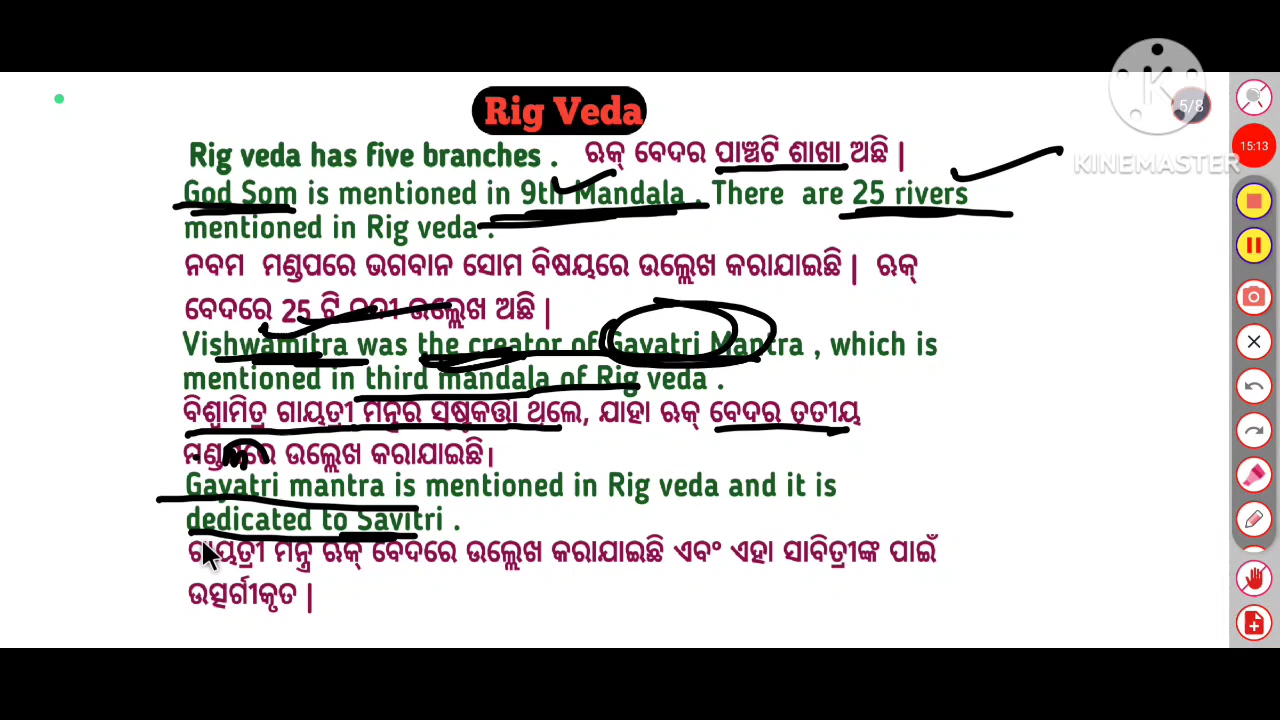 Rig Veda
5/8
15:13
KINEMASTER
Rig veda has five branches . ଋକ୍ ବେଦର ପାଞ୍ଚଟି ଶାଖା ଅଛି |
God Som is mentioned in 9th Mandala . There are 25 rivers
mentioned in Rig veda .
ନବମ ମଣ୍ଡପରେ ଭଗବାନ ସୋମ ବିଷୟରେ ଉଲ୍ଲେଖ କରାଯାଇଛି | ଋକ୍
ବେଦରେ 25 ଟି ନଦୀ ଉଲ୍ଲେଖ ଅଛି |
Vishwamitra was the creator of Gayatri Mantra , which is
mentioned in third mandala of Rig veda .
ବିଶ୍ୱାମିତ୍ର ଗାୟତ୍ରୀ ମନ୍ତ୍ରର ସୃଷ୍ଟିକର୍ତ୍ତା ଥିଲେ, ଯାହା ଋକ୍ ବେଦର ତୃତୀୟ
ଉଲ୍ଲେଖ କରାଯାଇଛି|
Gayatri mantra is mentioned in Rig veda and it is
dedicated to Savitri .
ଗାୟତ୍ରୀ ମନ୍ତ୍ର ଋକ୍ ବେଦରେ ଉଲ୍ଲେଖ କରାଯାଇଛି ଏବଂ ଏହା ସାବିତ୍ରୀଙ୍କ ପାଇଁ
ଉତ୍ସର୍ଗୀକୃତ |